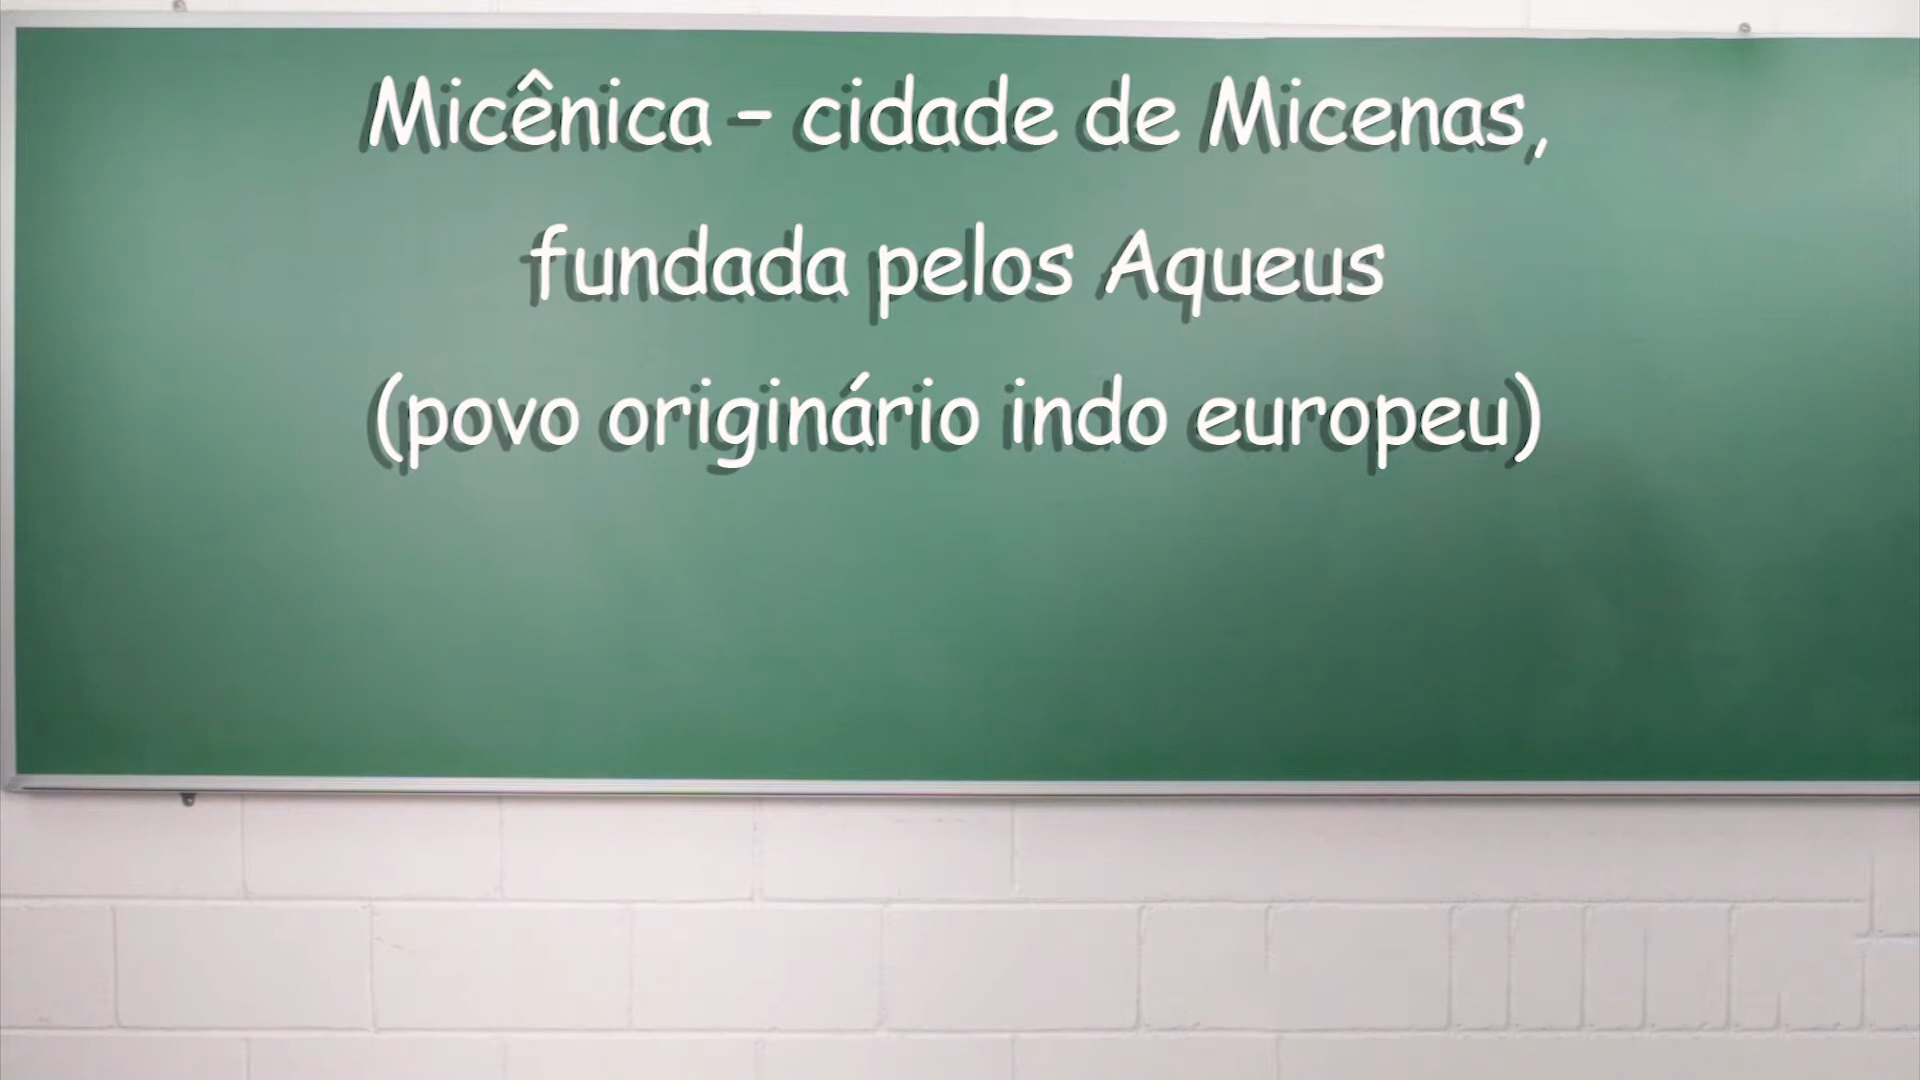 Micênica – cidade de Micenas,
fundada pelos Aqueus
(povo originário indo europeu)